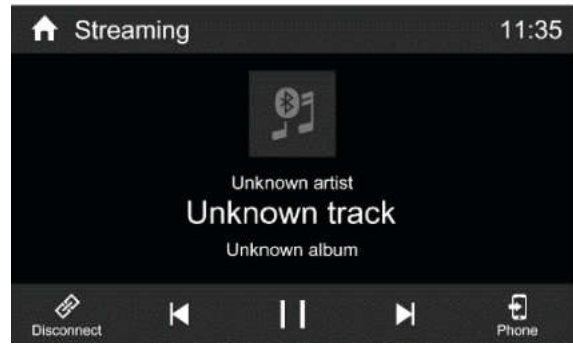 Streaming 11:35
Unknown artist
Unknown track
Unknown album
Disconnect Phone